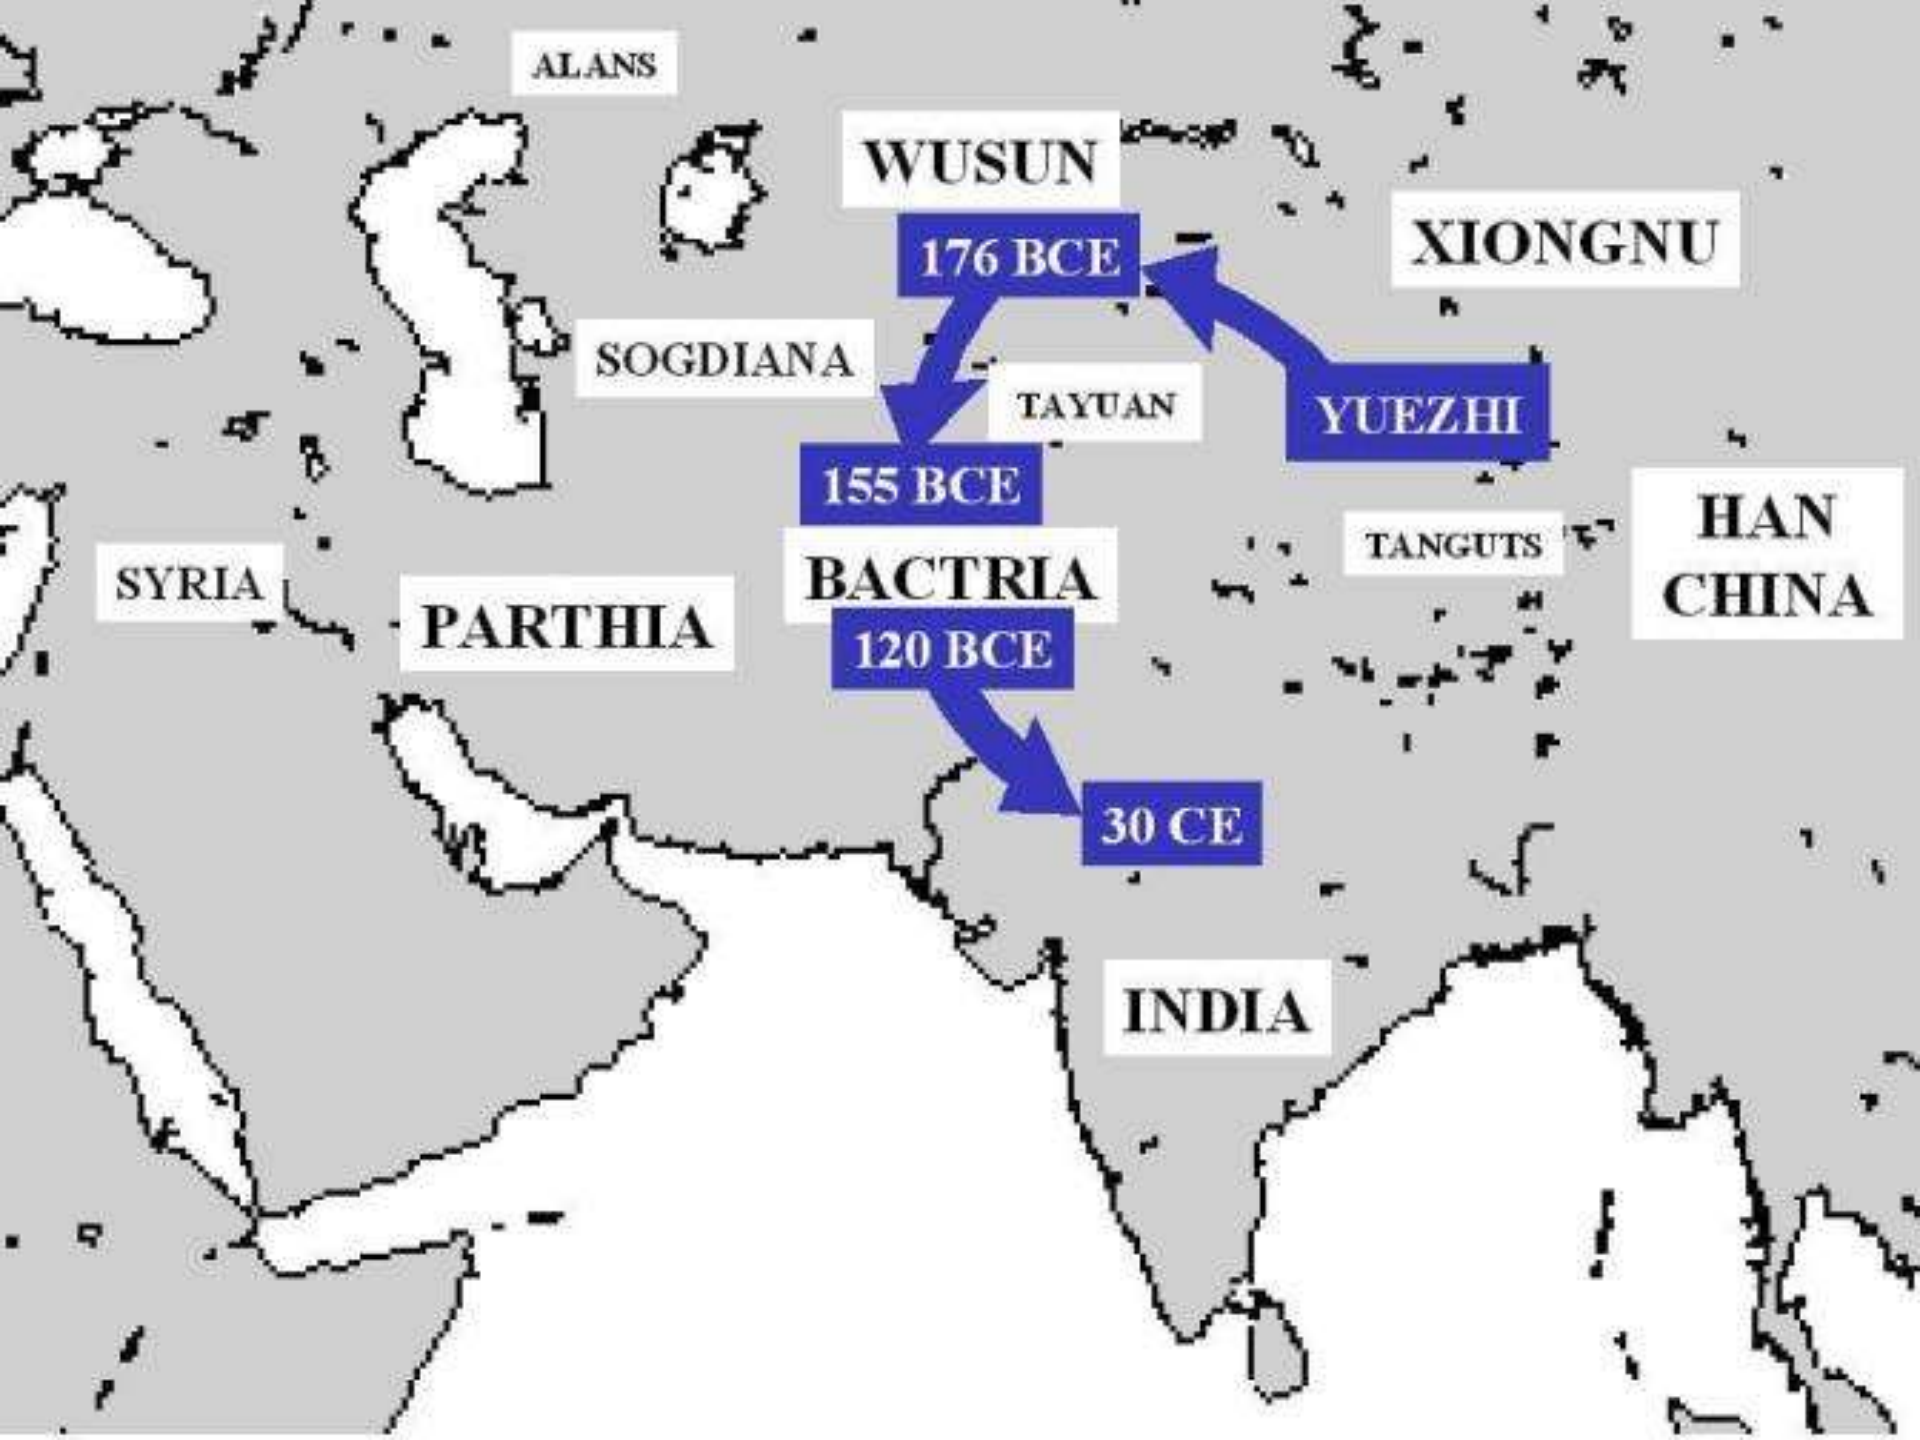 ALANS
WUSUN
176 BCE
XIONGNU
SOGDIANA
TAYUAN
YUEZHI
155 BCE
BACTRIA
120 BCE
TANGUTS
HAN
CHINA
SYRIA
PARTHIA
30 CE
INDIA